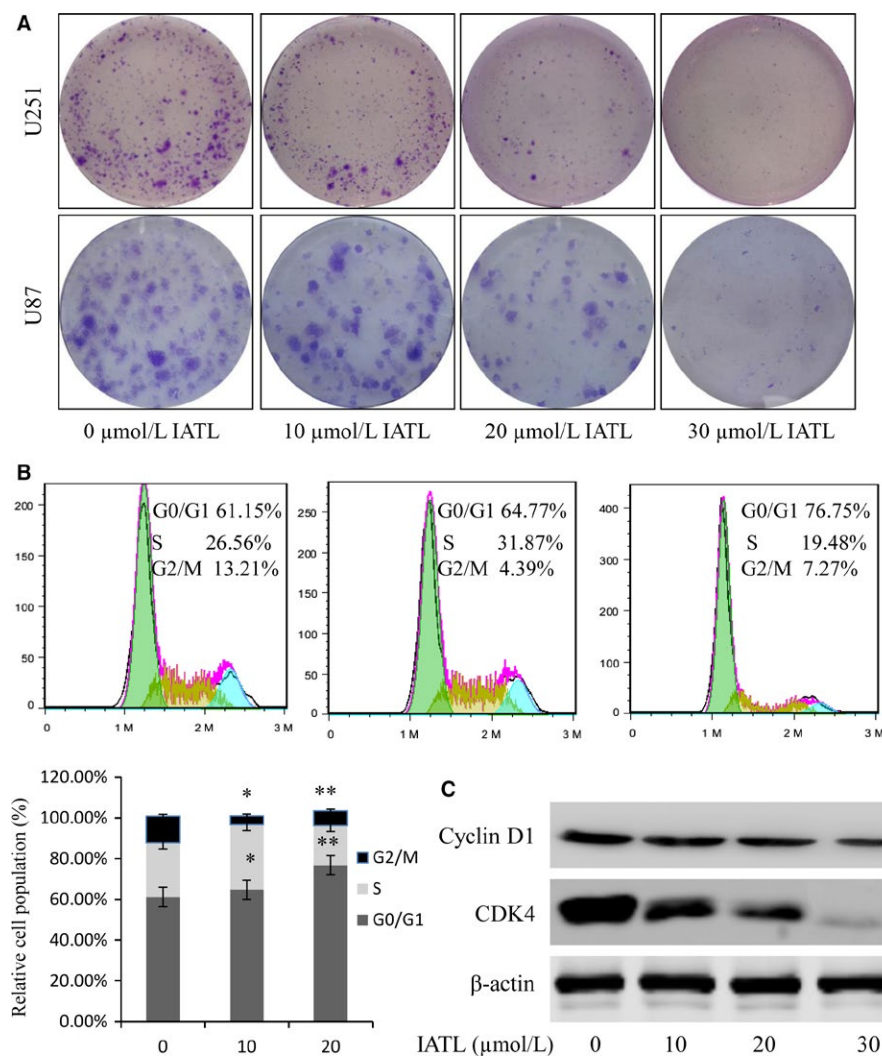 A
U251
U87
0 µmol/L IATL 10 µmol/L IATL 20 µmol/L IATL 30 µmol/L IATL
B
200
150
100
50
0
1 M 2 M 3 M
G0/G1 61.15%
S 26.56%
G2/M 13.21%
250
200
150
100
50
0
1 M 2 M 3 M
G0/G1 64.77%
S 31.87%
G2/M 4.39%
400
300
200
100
0
1 M 2 M 3 M
G0/G1 76.75%
S 19.48%
G2/M 7.27%
Relative cell population (%)
120.00%
100.00%
80.00%
60.00%
40.00%
20.00%
0.00%
* **
* **
G2/M
S
G0/G1
0 10 20
C
Cyclin D1
CDK4
β-actin
IATL (µmol/L) 0 10 20 30